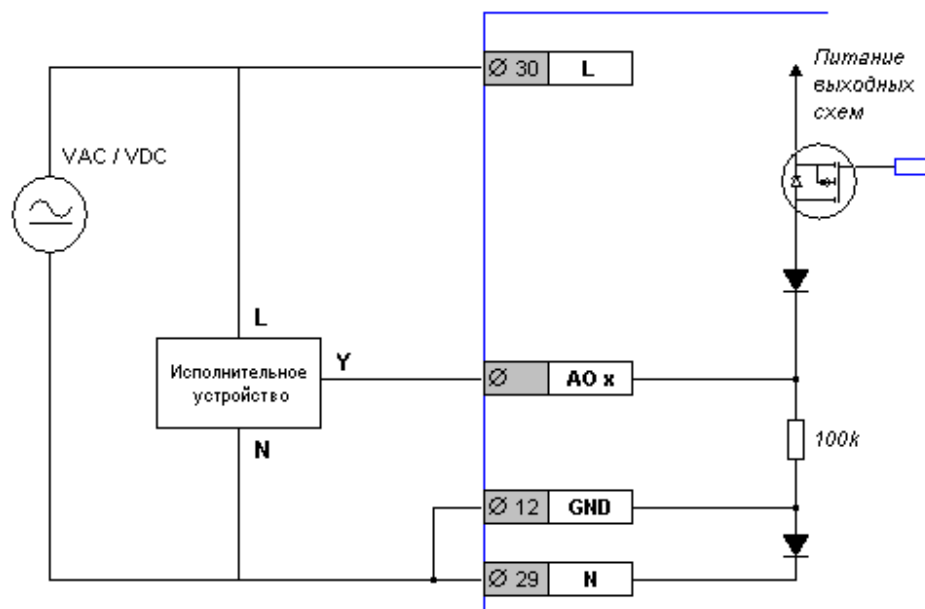 30 L
Питание
выходных
схем
VAC / VDC
L
Исполнительное
устройство
Y
AO x
100k
N
12 GND
29 N